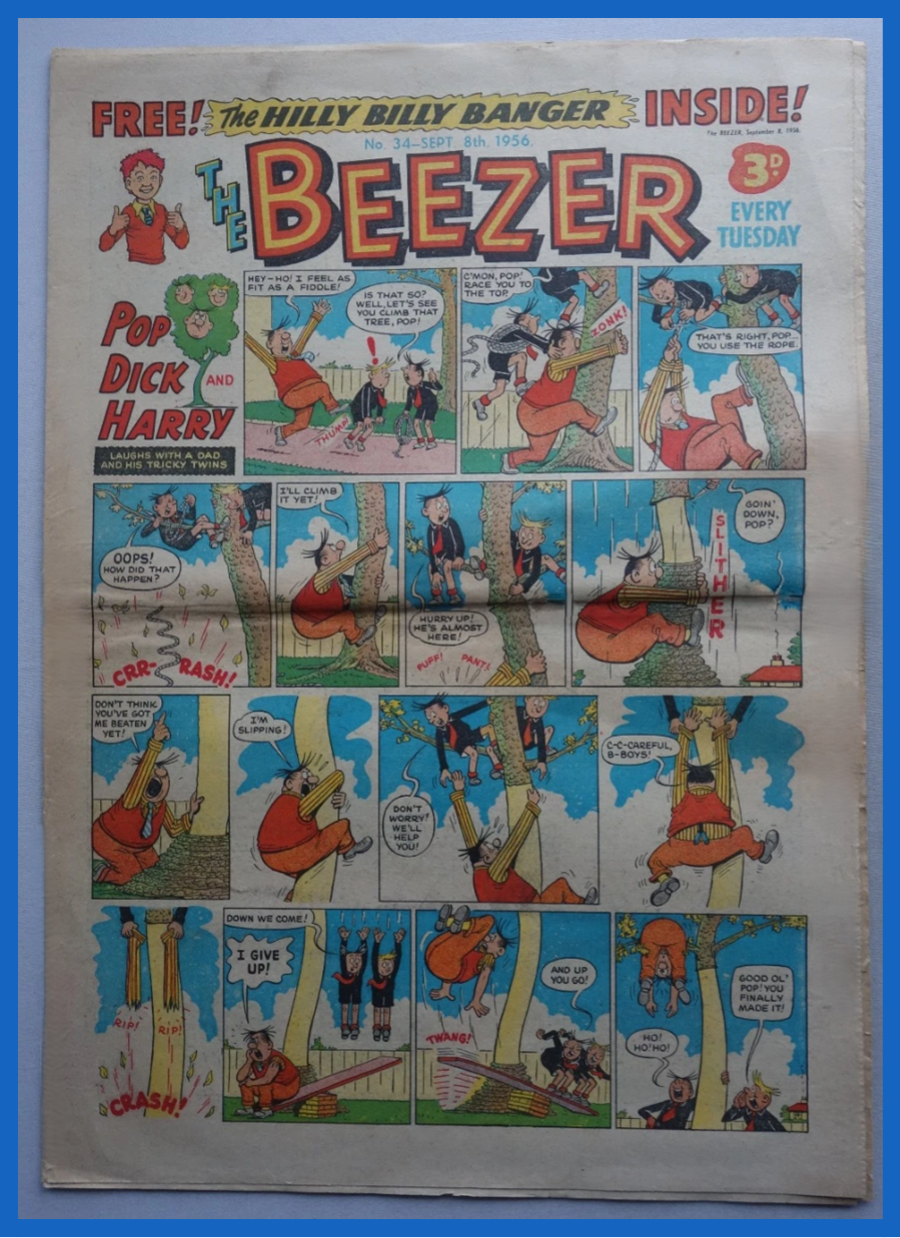 FREE! The HILLY BILLY BANGER INSIDE!
The BEEZER, September 8, 1956.
No. 34—SEPT. 8th. 1956.
THE BEEZER
3D.
EVERY
TUESDAY
POP
DICK
AND
HARRY
LAUGHS WITH A DAD
AND HIS TRICKY TWINS
HEY-HO! I FEEL AS
FIT AS A FIDDLE!
IS THAT SO?
WELL, LET'S SEE
YOU CLIMB THAT
TREE, POP!
!
THUMP!
C'MON, POP!
RACE YOU TO
THE TOP.
ZONK!
THAT'S RIGHT, POP—
YOU USE THE ROPE.
OOPS!
HOW DID THAT
HAPPEN?
CRR-RASH!
I'LL CLIMB
IT YET!
HURRY UP!
HE'S ALMOST
HERE!
PUFF! PANT!
SLITHER
GOIN'
DOWN,
POP?
DON'T THINK
YOU'VE GOT
ME BEATEN
YET!
I'M
SLIPPING!
DON'T
WORRY!
WE'LL
HELP
YOU!
C-C-CAREFUL,
B-BOYS!
RIP! RIP!
CRASH!
DOWN WE COME!
I GIVE
UP!
AND UP
YOU GO!
TWANG!
HO!
HO! HO!
GOOD OL'
POP! YOU
FINALLY
MADE IT!